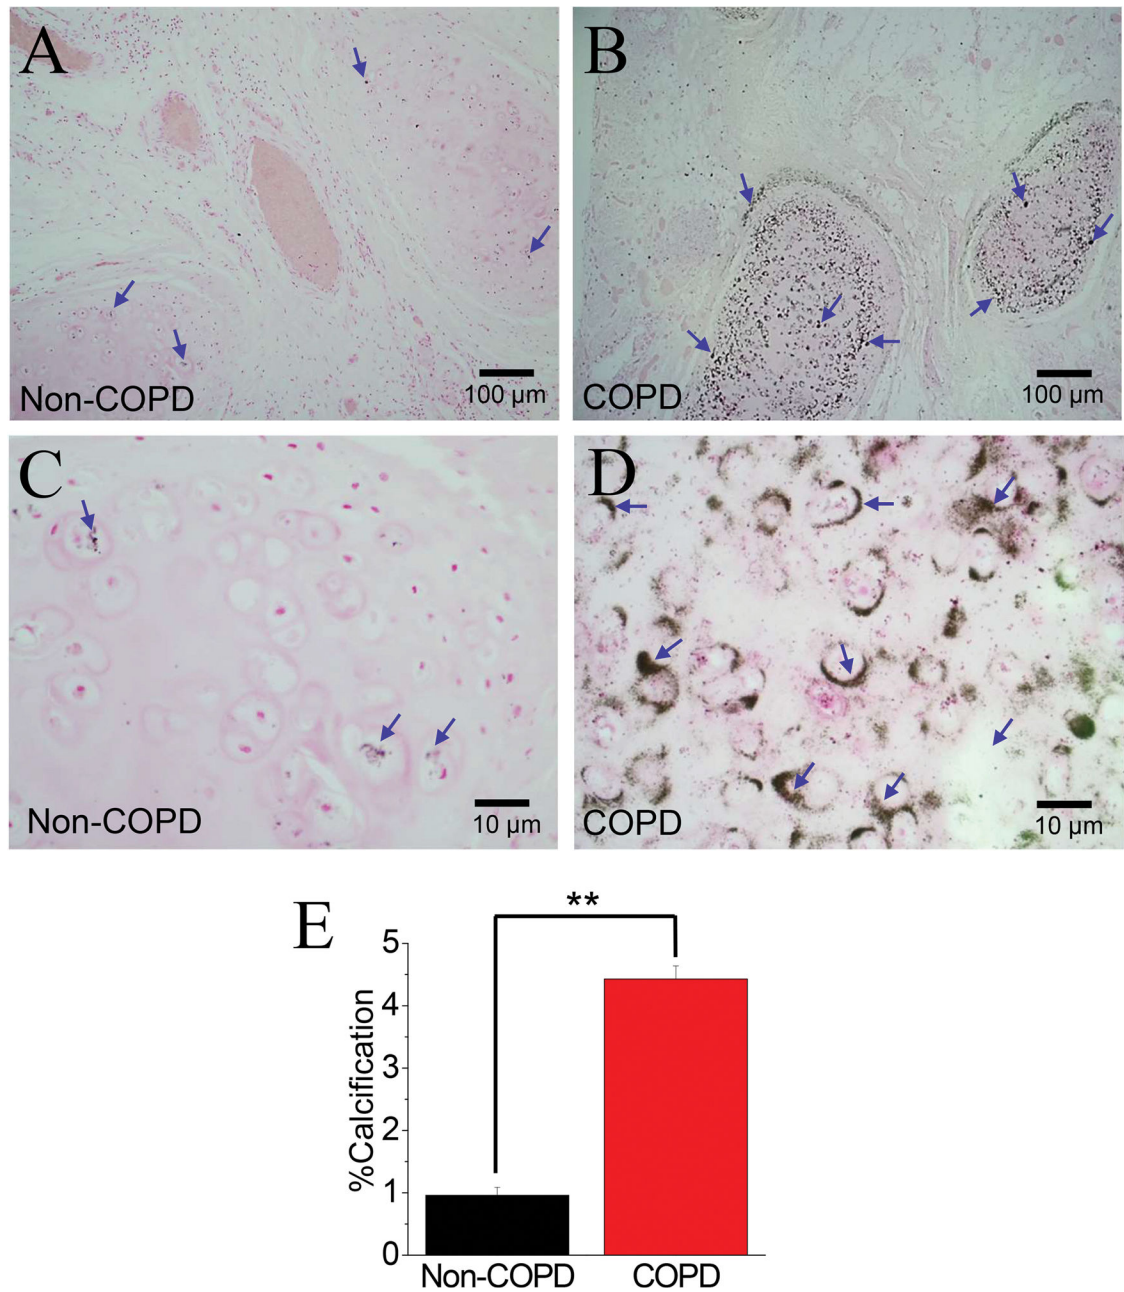 A
Non-COPD
100 μm
B
COPD
100 μm
C
Non-COPD
10 μm
D
COPD
10 μm
E
**
%Calcification
5
4
3
2
1
0
Non-COPD
COPD